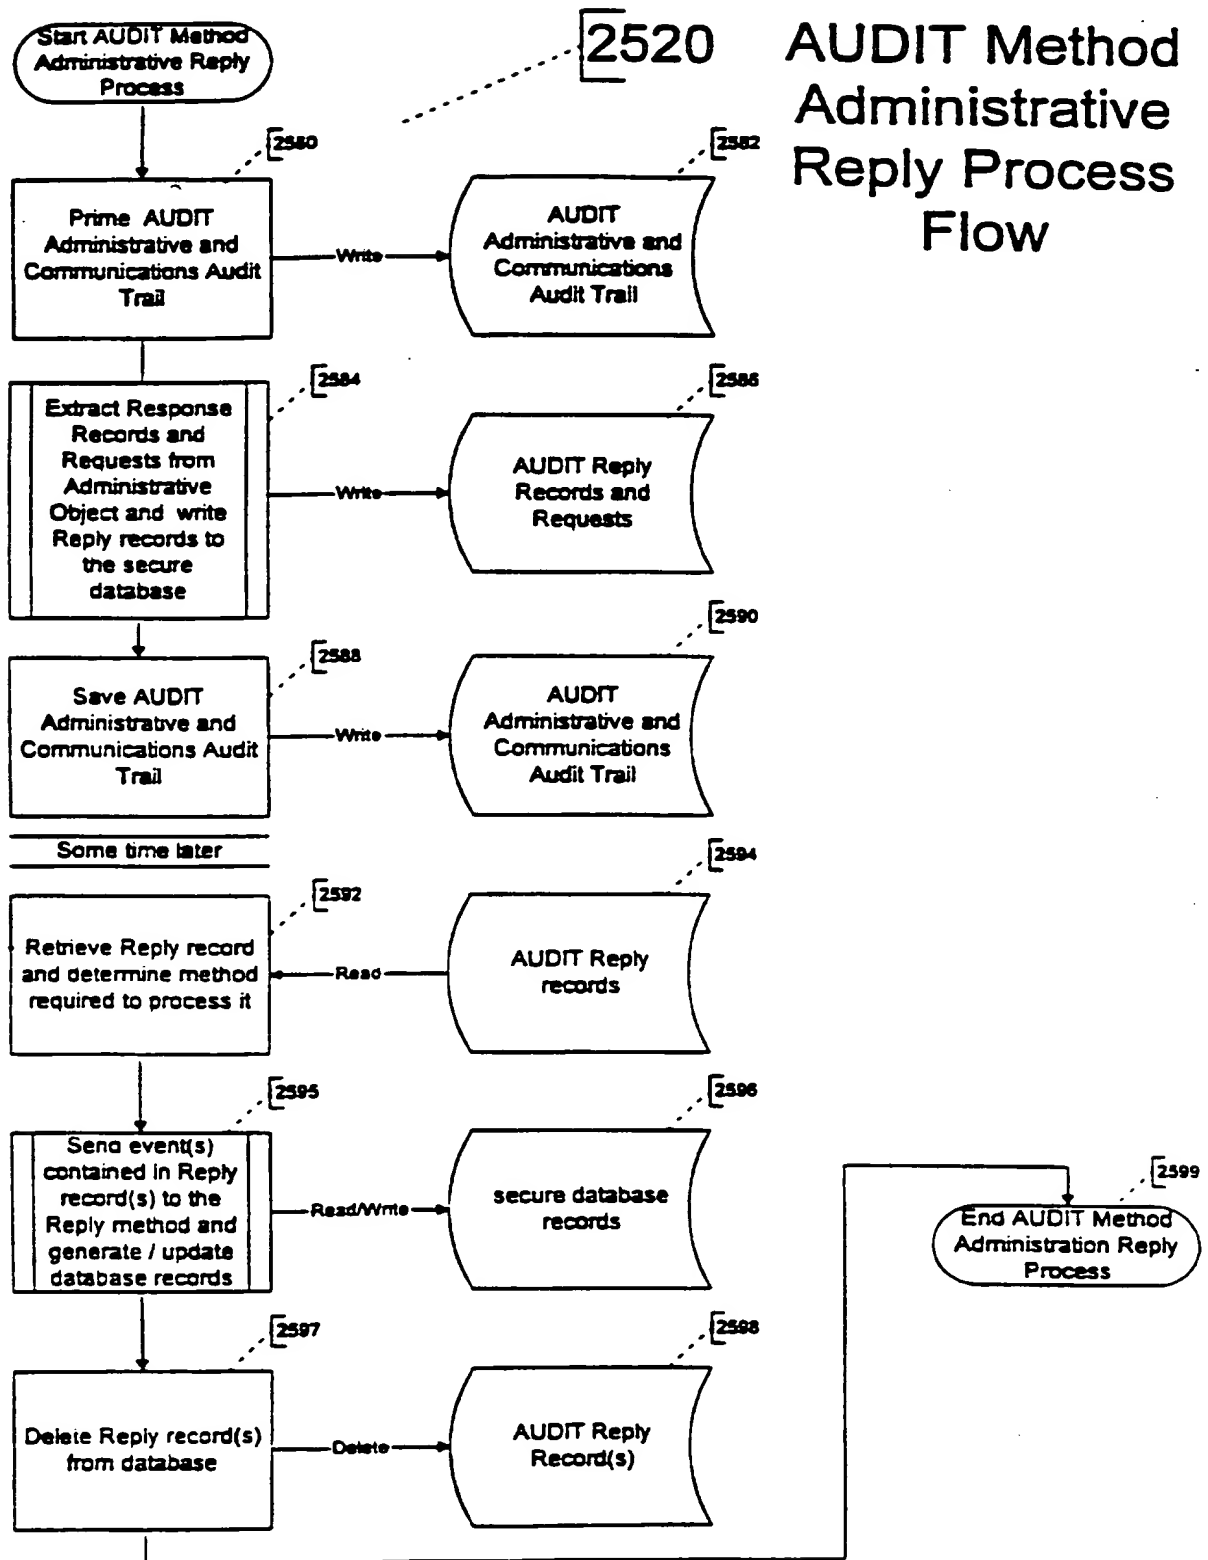 Start AUDIT Method
Administrative Reply
Process
2520
AUDIT Method
Administrative
Reply Process
Flow
2580
Prime AUDIT
Administrative and
Communications Audit
Trail
Write
2582
AUDIT
Administrative and
Communications
Audit Trail
2584
Extract Response
Records and
Requests from
Administrative
Object and write
Reply records to
the secure
database
Write
2586
AUDIT Reply
Records and
Requests
2588
Save AUDIT
Administrative and
Communications Audit
Trail
Write
2590
AUDIT
Administrative and
Communications
Audit Trail
Some time later
2592
Retrieve Reply record
and determine method
required to process it
Read
2594
AUDIT Reply
records
2595
Send event(s)
contained in Reply
record(s) to the
Reply method and
generate / update
database records
Read/Write
2596
secure database
records
2597
Delete Reply record(s)
from database
Delete
2598
AUDIT Reply
Record(s)
2599
End AUDIT Method
Administration Reply
Process